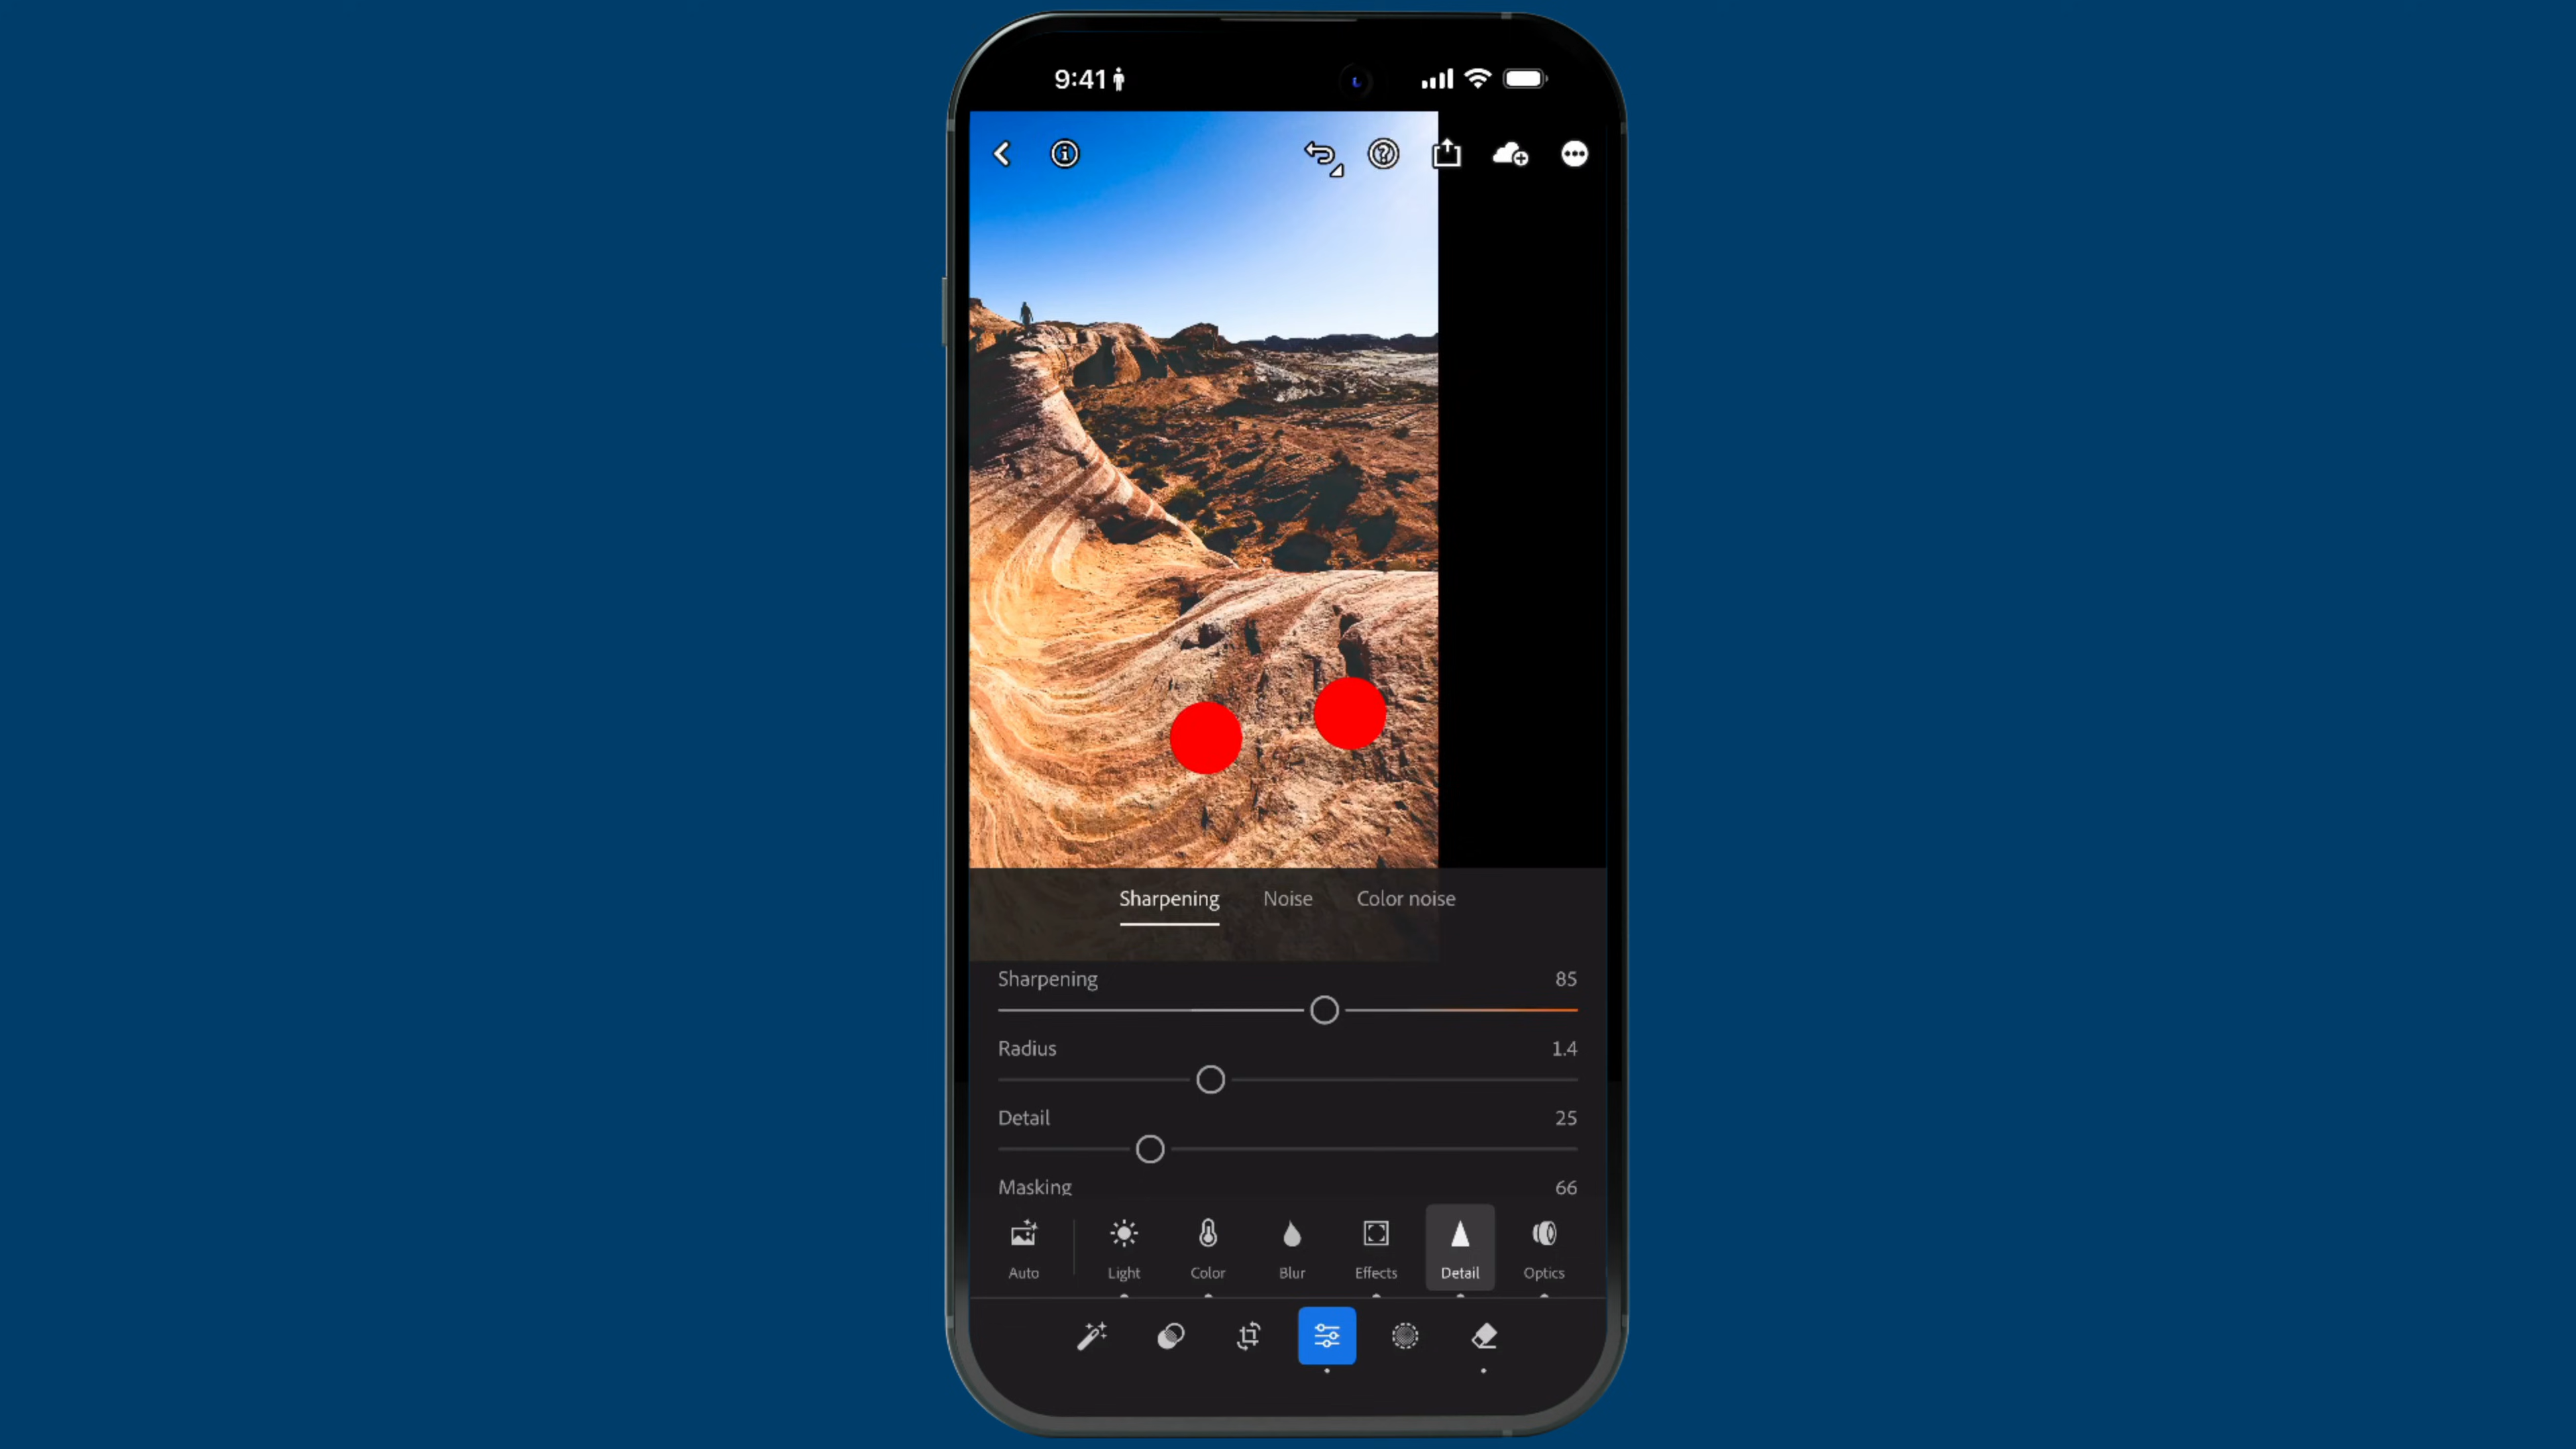 9:41
Sharpening Noise Color noise
Sharpening 85
Radius 1.4
Detail 25
Masking 66
Auto Light Color Blur Effects Detail Optics